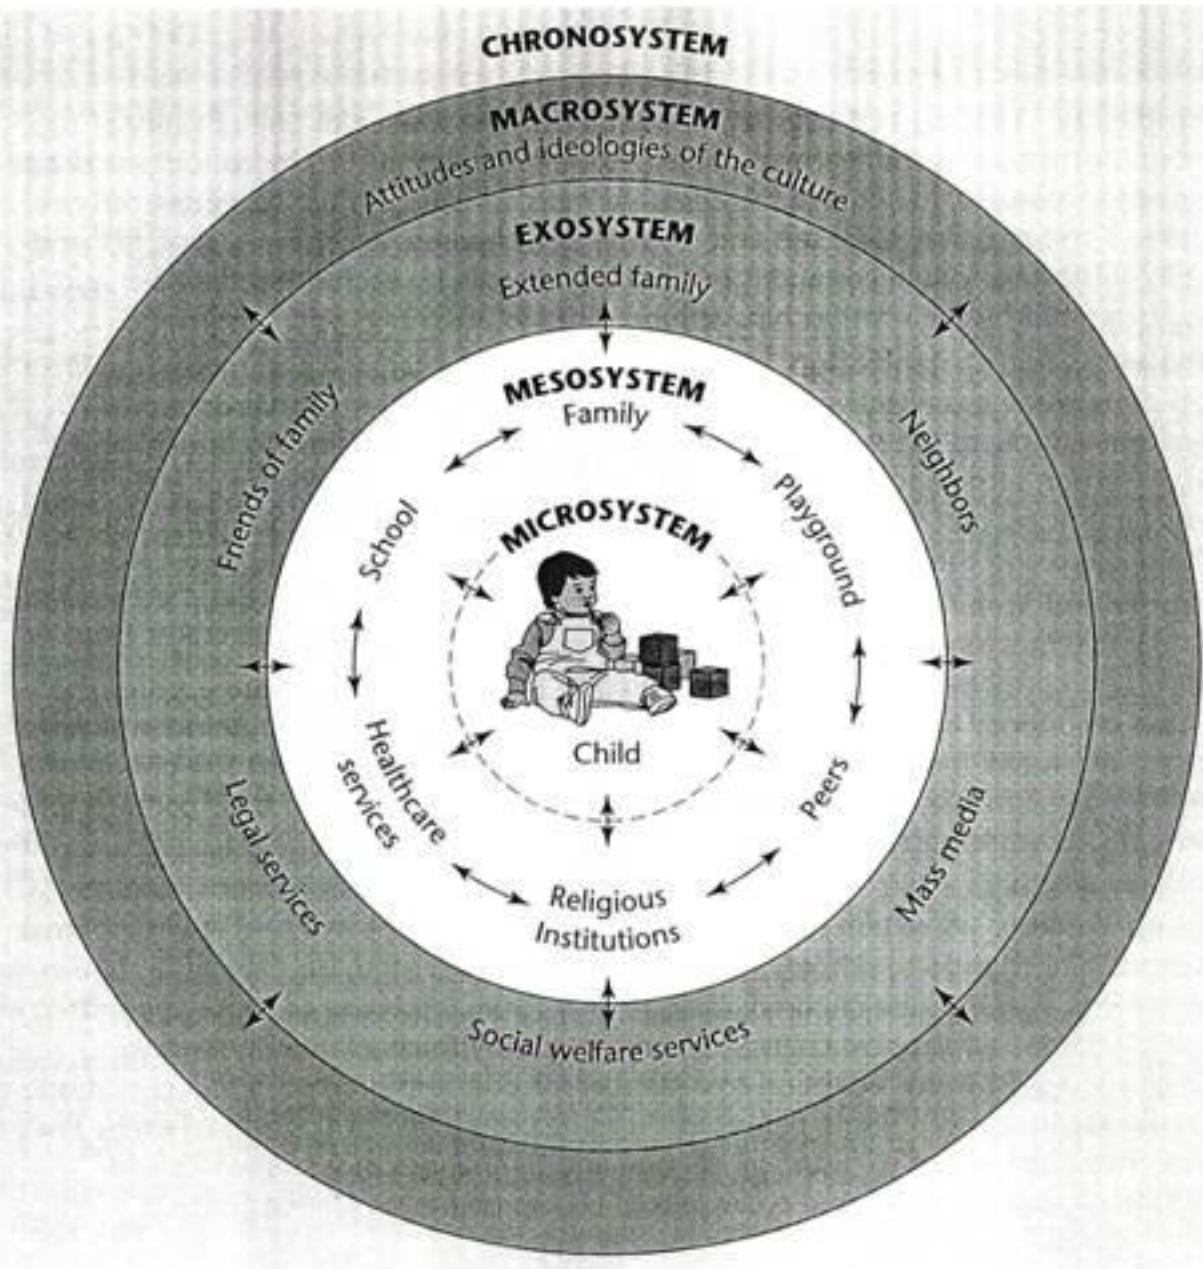 CHRONOSYSTEM
MACROSYSTEM
Attitudes and ideologies of the culture
EXOSYSTEM
Extended family
Friends of family
Neighbors
MESOSYSTEM
Family
School
Playground
MICROSYSTEM
Child
Healthcare
services
Peers
Religious
Institutions
Legal services
Mass media
Social welfare services